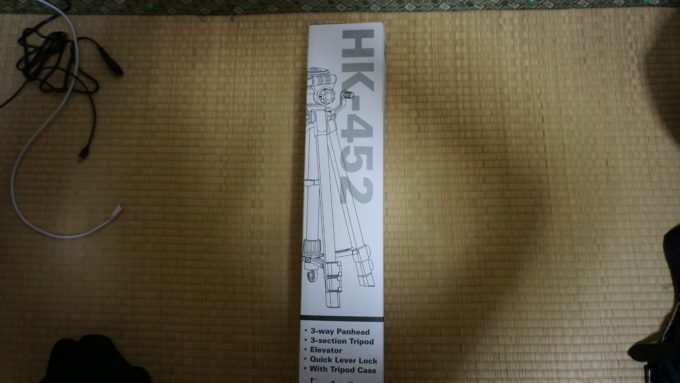 HK-452
• 3-way Panhead
• 3-section Tripod
• Elevator
• Quick Lever Lock
• With Tripod Case